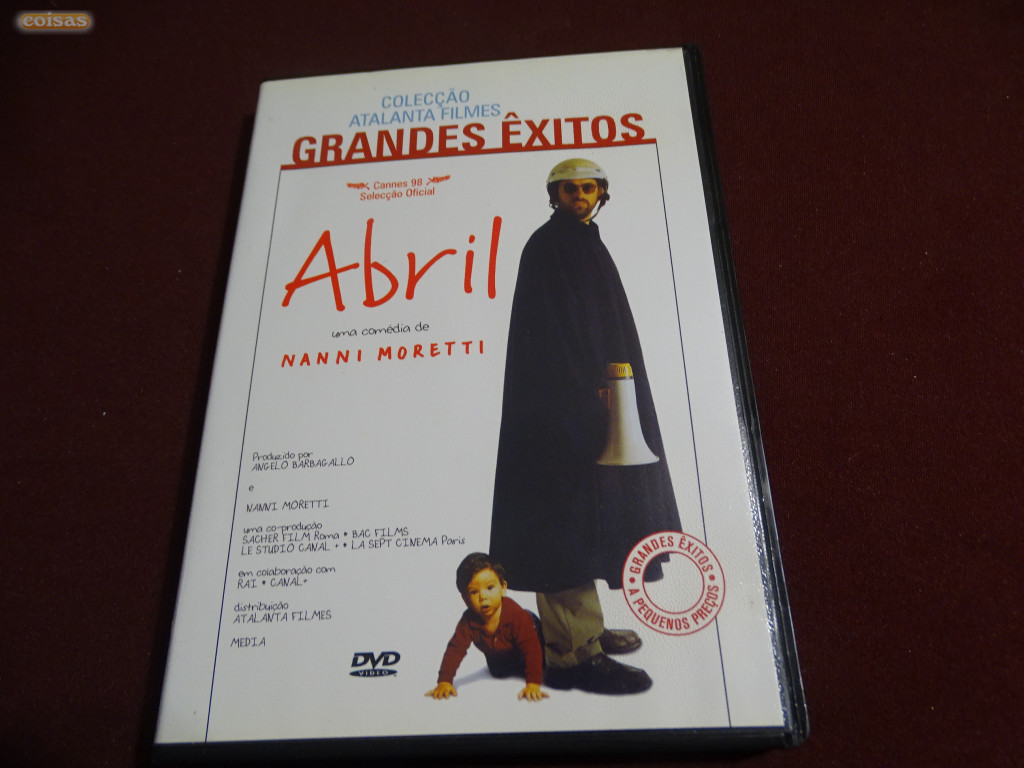 coisas
COLECÇÃO
ATALANTA FILMES
GRANDES ÊXITOS
Cannes 98
Selecção Oficial
Abril
uma comédia de
NANNI MORETTI
Produzido por
ANGELO BARBAGALLO
e
NANNI MORETTI
uma co-produção
SACHER FILM Roma • BAC FILMS
LE STUDIO CANAL + • LA SEPT CINEMA Paris
em colaboração com
RAI • CANAL+
distribuição
ATALANTA FILMES
MEDIA
DVD
VIDEO
• GRANDES ÊXITOS •
A PEQUENOS PREÇOS